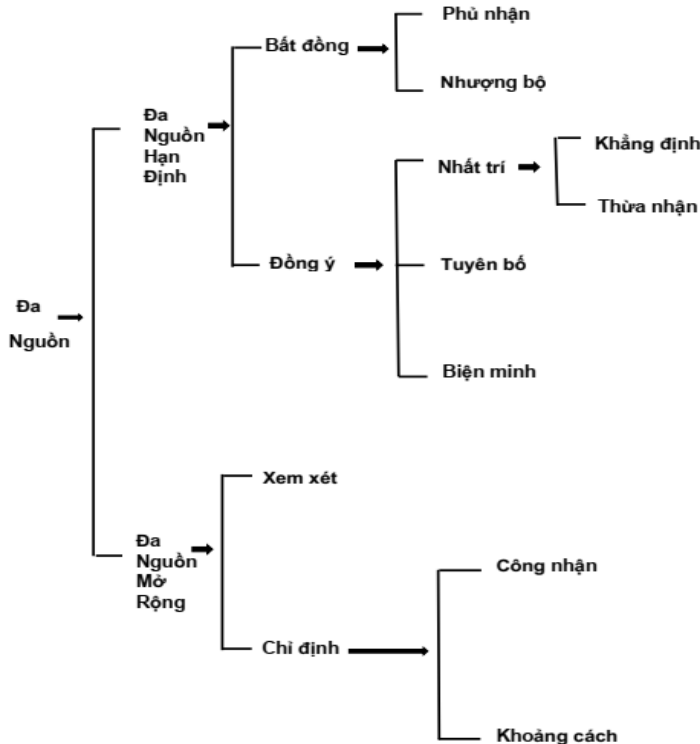 Phủ nhận
Bất đồng
Nhượng bộ
Đa
Nguồn
Hạn
Định
Khẳng định
Nhất trí
Thừa nhận
Đồng ý
Tuyên bố
Đa
Nguồn
Biện minh
Xem xét
Đa
Nguồn
Mở
Rộng
Công nhận
Chỉ định
Khoảng cách